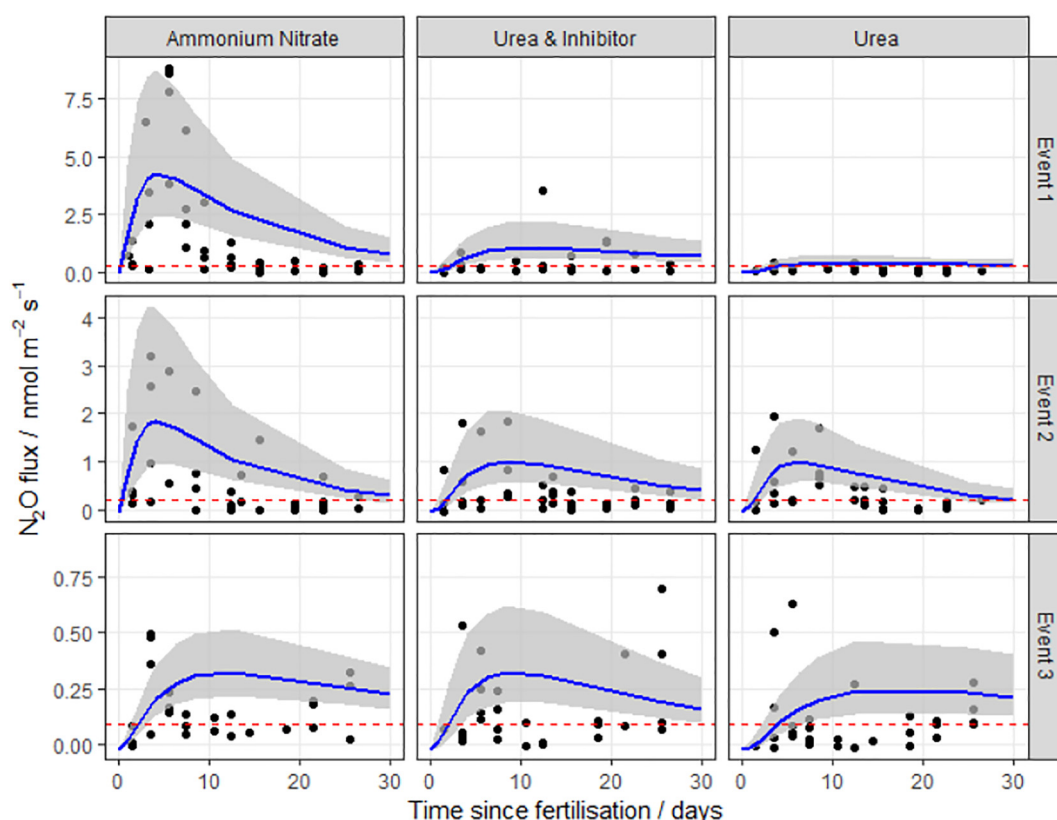 Ammonium Nitrate
Urea & Inhibitor
Urea
7.5
5.0
2.5
0.0
Event 1
4
3
2
1
0
Event 2
0.75
0.50
0.25
0.00
Event 3
N₂O flux / nmol m⁻² s⁻¹
0 10 20 30 0 10 20 30 0 10 20 30
Time since fertilisation / days